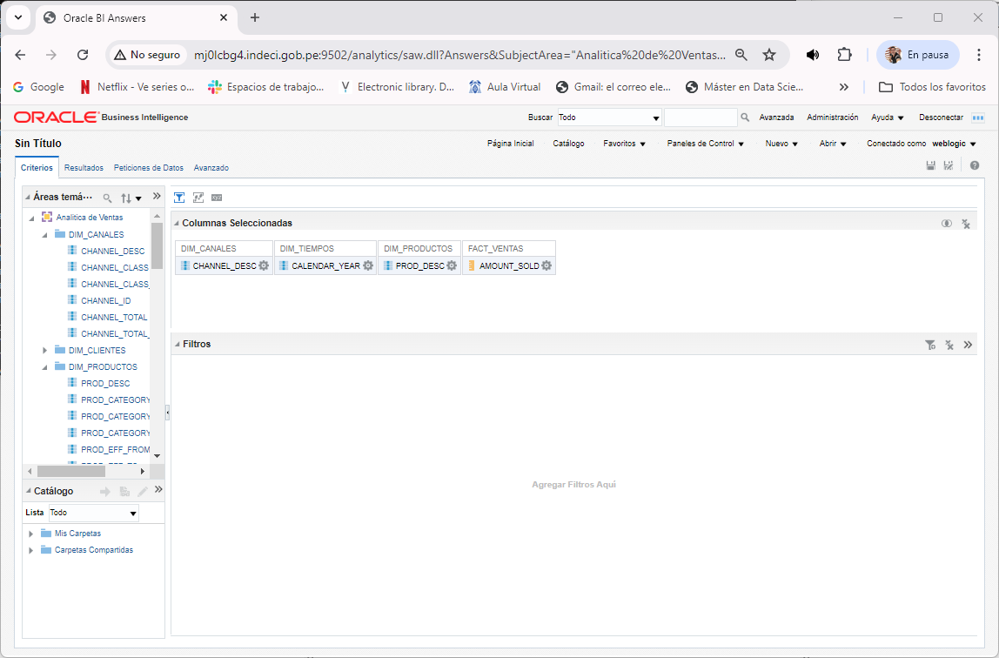 Oracle BI Answers
No seguro
mj0lcbg4.indeci.gob.pe:9502/analytics/saw.dll?Answers&SubjectArea="Analitica%20de%20Ventas...
En pausa
Google
Netflix - Ve series o...
Espacios de trabajo...
Electronic library. D...
Aula Virtual
Gmail: el correo ele...
Máster en Data Scie...
Todos los favoritos
ORACLE Business Intelligence
Buscar Todo
Avanzada
Administración
Ayuda
Desconectar
Sin Título
Página Inicial
Catálogo
Favoritos
Paneles de Control
Nuevo
Abrir
Conectado como weblogic
Criterios
Resultados
Peticiones de Datos
Avanzado
Áreas temá...
Analitica de Ventas
DIM_CANALES
CHANNEL_DESC
CHANNEL_CLASS
CHANNEL_CLASS_
CHANNEL_ID
CHANNEL_TOTAL
CHANNEL_TOTAL_
DIM_CLIENTES
DIM_PRODUCTOS
PROD_DESC
PROD_CATEGORY
PROD_CATEGORY
PROD_CATEGORY
PROD_EFF_FROM
Catálogo
Lista Todo
Mis Carpetas
Carpetas Compartidas
xyz
Columnas Seleccionadas
DIM_CANALES
DIM_TIEMPOS
DIM_PRODUCTOS
FACT_VENTAS
CHANNEL_DESC
CALENDAR_YEAR
PROD_DESC
AMOUNT_SOLD
Filtros
Agregar Filtros Aqui